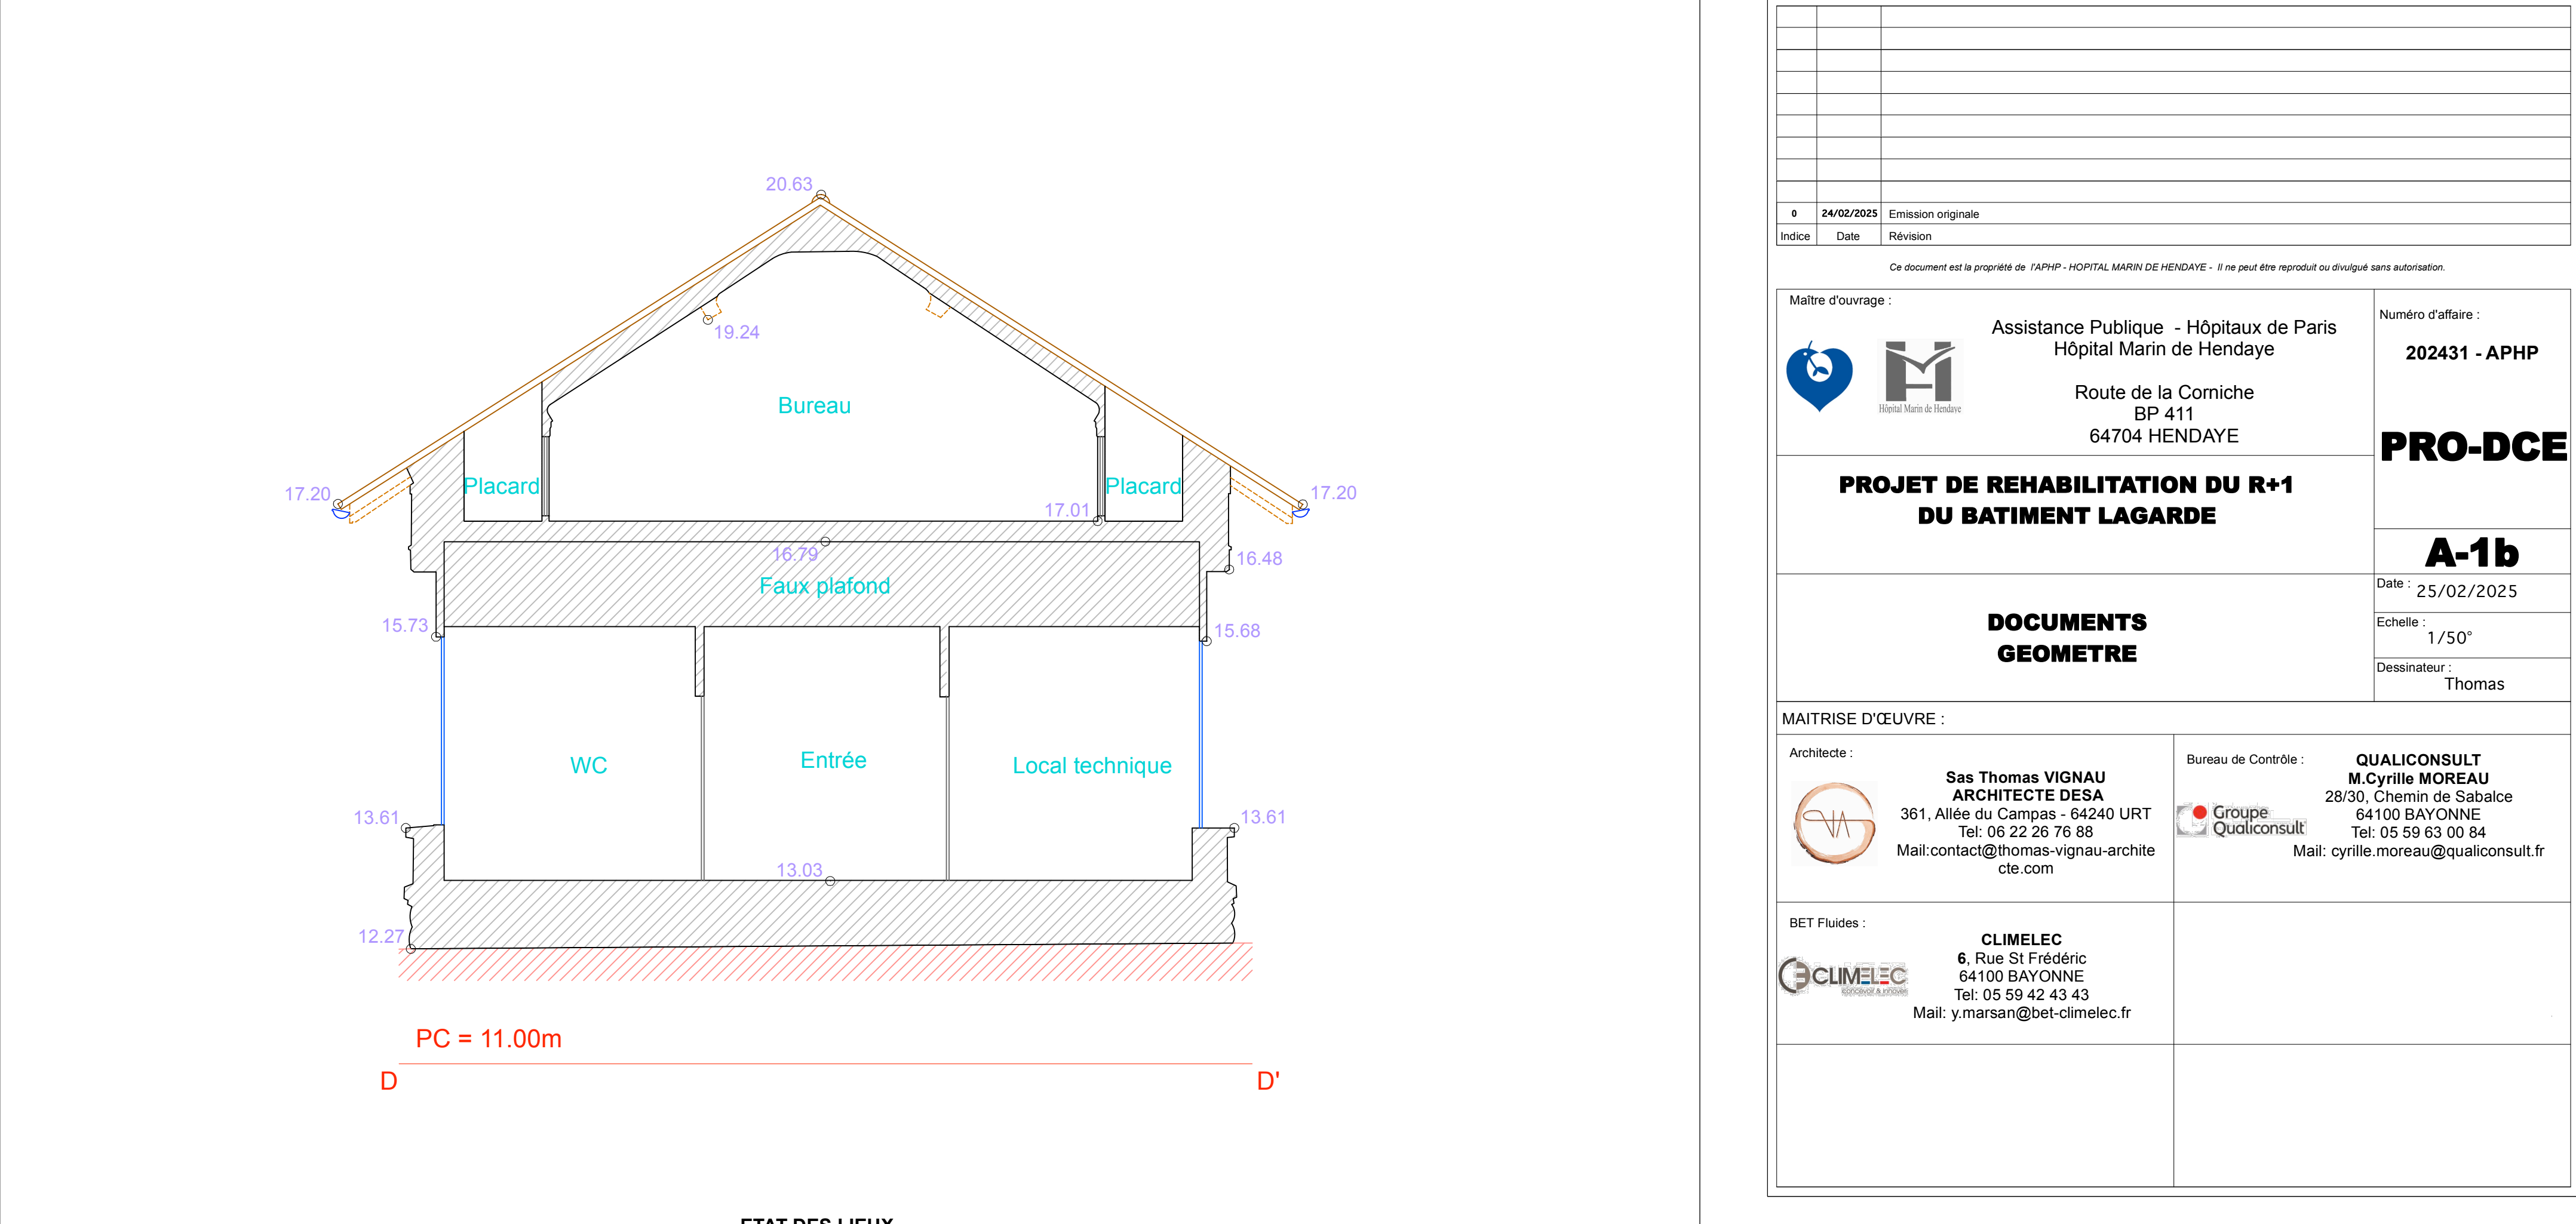 20.63
19.24
Bureau
Placard
Placard
17.20
17.20
17.01
16.79
16.48
Faux plafond
15.73
15.68
WC
Entrée
Local technique
13.61
13.61
13.03
12.27
PC = 11.00m
D
D'
0 24/02/2025 Emission originale
Indice Date Révision
Ce document est la propriété de l'APHP - HOPITAL MARIN DE HENDAYE - Il ne peut être reproduit ou divulgué sans autorisation.
Maître d'ouvrage :
Hôpital Marin de Hendaye
Assistance Publique - Hôpitaux de Paris
Hôpital Marin de Hendaye
Route de la Corniche
BP 411
64704 HENDAYE
Numéro d'affaire :
202431 - APHP
PRO-DCE
PROJET DE REHABILITATION DU R+1
DU BATIMENT LAGARDE
A-1b
DOCUMENTS
GEOMETRE
Date : 25/02/2025
Echelle :
1/50°
Dessinateur :
Thomas
MAITRISE D'ŒUVRE :
Architecte :
Sas Thomas VIGNAU
ARCHITECTE DESA
361, Allée du Campas - 64240 URT
Tel: 06 22 26 76 88
Mail:contact@thomas-vignau-archite
cte.com
Bureau de Contrôle :
Groupe
Qualiconsult
QUALICONSULT
M.Cyrille MOREAU
28/30, Chemin de Sabalce
64100 BAYONNE
Tel: 05 59 63 00 84
Mail: cyrille.moreau@qualiconsult.fr
BET Fluides :
CLIMELEC
concevoir & innover
CLIMELEC
6, Rue St Frédéric
64100 BAYONNE
Tel: 05 59 42 43 43
Mail: y.marsan@bet-climelec.fr
ETAT DES LIEUX